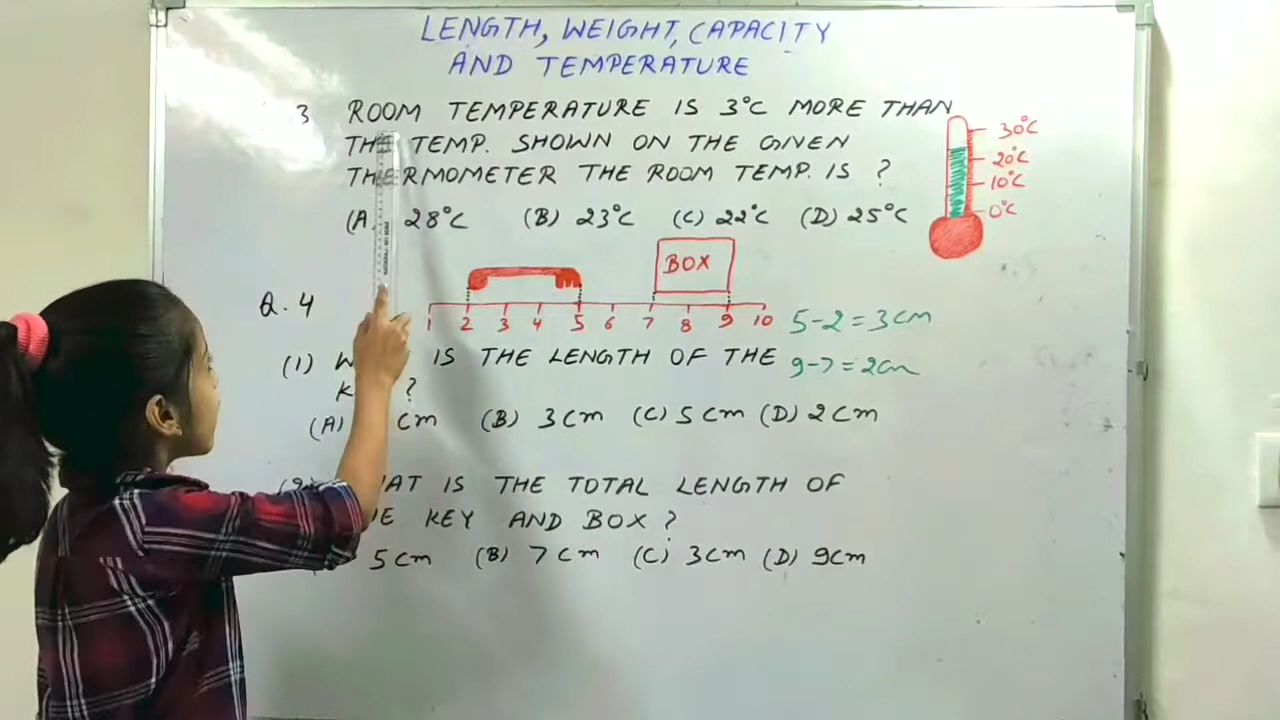 LENGTH, WEIGHT, CAPACITY
AND TEMPERATURE
3 ROOM TEMPERATURE IS 3°C MORE THAN
THE TEMP. SHOWN ON THE GIVEN
THERMOMETER THE ROOM TEMP. IS ?
(A) 28°C (B) 23°C (C) 22°C (D) 25°C
30°C
20°C
10°C
0°C
BOX
Q.4
1 2 3 4 5 6 7 8 9 10
5-2=3cm
(1) W IS THE LENGTH OF THE
9-7=2cm
K ?
(A) cm (B) 3cm (C) 5cm (D) 2cm
AT IS THE TOTAL LENGTH OF
E KEY AND BOX ?
5cm (B) 7cm (C) 3cm (D) 9cm